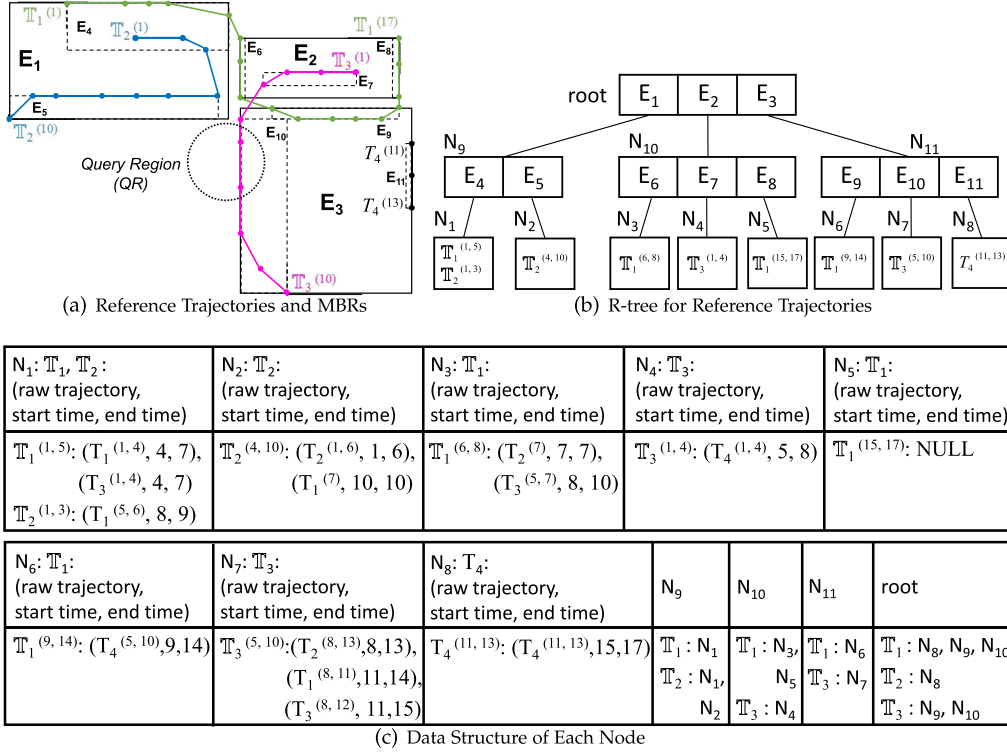 𝕋₁⁽¹⁾
E₄
𝕋₂⁽¹⁾
E₁
E₅
𝕋₂⁽¹⁰⁾
𝕋₁⁽¹⁷⁾
E₆
E₂
E₈
𝕋₃⁽¹⁾
E₇
E₁₀
E₉
Query Region
(QR)
T₄⁽¹¹⁾
E₁₁
T₄⁽¹³⁾
E₃
𝕋₃⁽¹⁰⁾
(a) Reference Trajectories and MBRs
root E₁ E₂ E₃
N₉ N₁₀ N₁₁
E₄ E₅ E₆ E₇ E₈ E₉ E₁₀ E₁₁
N₁ N₂ N₃ N₄ N₅ N₆ N₇ N₈
𝕋₁⁽¹, ⁵⁾
𝕋₂⁽¹, ³⁾
𝕋₂⁽⁴, ¹⁰⁾
𝕋₁⁽⁶, ⁸⁾
𝕋₃⁽¹, ⁴⁾
𝕋₁⁽¹⁵, ¹⁷⁾
𝕋₁⁽⁹, ¹⁴⁾
𝕋₃⁽⁵, ¹⁰⁾
T₄⁽¹¹, ¹³⁾
(b) R-tree for Reference Trajectories
N₁: 𝕋₁, 𝕋₂:
(raw trajectory,
start time, end time)
N₂: 𝕋₂:
(raw trajectory,
start time, end time)
N₃: 𝕋₁:
(raw trajectory,
start time, end time)
N₄: 𝕋₃:
(raw trajectory,
start time, end time)
N₅: 𝕋₁:
(raw trajectory,
start time, end time)
𝕋₁⁽¹, ⁵⁾: (T₁⁽¹, ⁴⁾, 4, 7),
(T₃⁽¹, ⁴⁾, 4, 7)
𝕋₂⁽¹, ³⁾: (T₁⁽⁵, ⁶⁾, 8, 9)
𝕋₂⁽⁴, ¹⁰⁾: (T₂⁽¹, ⁶⁾, 1, 6),
(T₁⁽⁷⁾, 10, 10)
𝕋₁⁽⁶, ⁸⁾: (T₂⁽⁷⁾, 7, 7),
(T₃⁽⁵, ⁷⁾, 8, 10)
𝕋₃⁽¹, ⁴⁾: (T₄⁽¹, ⁴⁾, 5, 8)
𝕋₁⁽¹⁵, ¹⁷⁾: NULL
N₆: 𝕋₁:
(raw trajectory,
start time, end time)
N₇: 𝕋₃:
(raw trajectory,
start time, end time)
N₈: T₄:
(raw trajectory,
start time, end time)
N₉
N₁₀
N₁₁
root
𝕋₁⁽⁹, ¹⁴⁾: (T₄⁽⁵, ¹⁰⁾,9,14)
𝕋₃⁽⁵, ¹⁰⁾:(T₂⁽⁸, ¹³⁾,8,13),
(T₁⁽⁸, ¹¹⁾,11,14),
(T₃⁽⁸, ¹²⁾, 11,15)
T₄⁽¹¹, ¹³⁾: (T₄⁽¹¹, ¹³⁾,15,17)
𝕋₁ : N₁
𝕋₂ : N₁,
N₂
𝕋₁ : N₃,
N₅
𝕋₃ : N₄
𝕋₁ : N₆
𝕋₃ : N₇
𝕋₁ : N₈, N₉, N₁₀
𝕋₂ : N₈
𝕋₃ : N₉, N₁₀
(c) Data Structure of Each Node